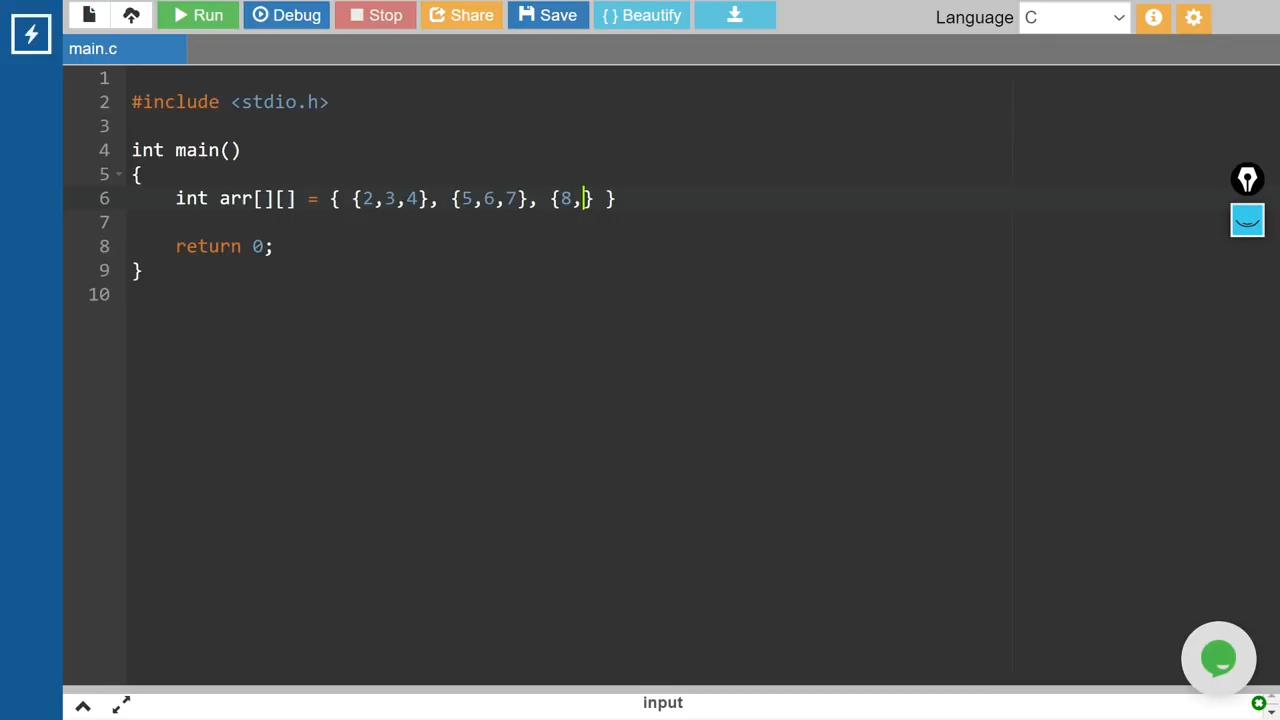 Run Debug Stop Share Save { } Beautify Language C
main.c
1
2 #include <stdio.h>
3
4 int main()
5 {
6 int arr[][] = { {2,3,4}, {5,6,7}, {8,} }
7
8 return 0;
9 }
10
input